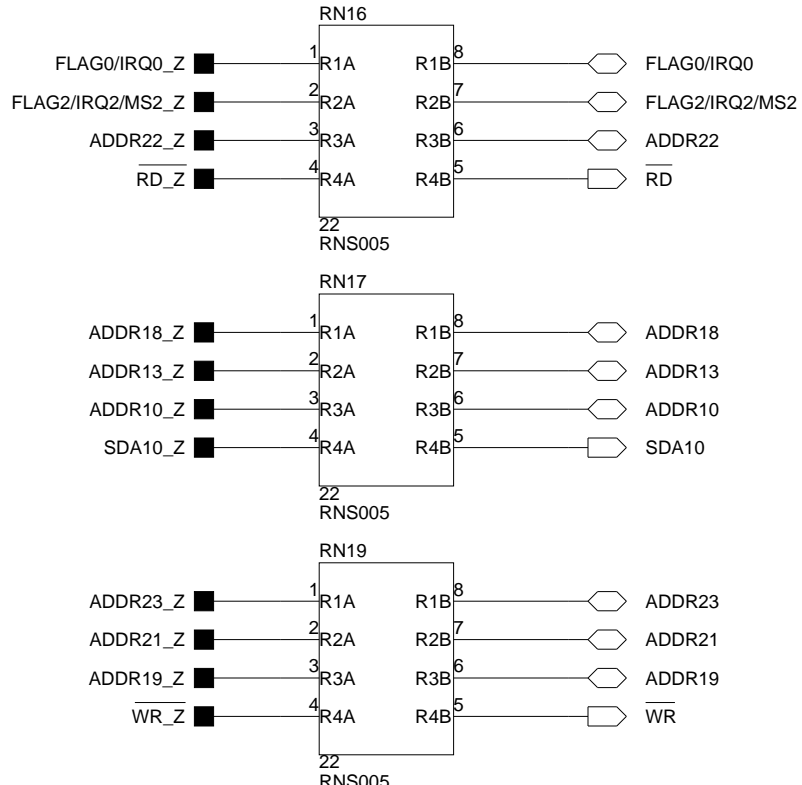 RN16
1 8
FLAG0/IRQ0_Z R1A R1B FLAG0/IRQ0
2 7
FLAG2/IRQ2/MS2_Z R2A R2B FLAG2/IRQ2/MS2
3 6
ADDR22_Z R3A R3B ADDR22
4 5
RD_Z R4A R4B RD
22
RNS005
RN17
1 8
ADDR18_Z R1A R1B ADDR18
2 7
ADDR13_Z R2A R2B ADDR13
3 6
ADDR10_Z R3A R3B ADDR10
4 5
SDA10_Z R4A R4B SDA10
22
RNS005
RN19
1 8
ADDR23_Z R1A R1B ADDR23
2 7
ADDR21_Z R2A R2B ADDR21
3 6
ADDR19_Z R3A R3B ADDR19
4 5
WR_Z R4A R4B WR
22
RNS005